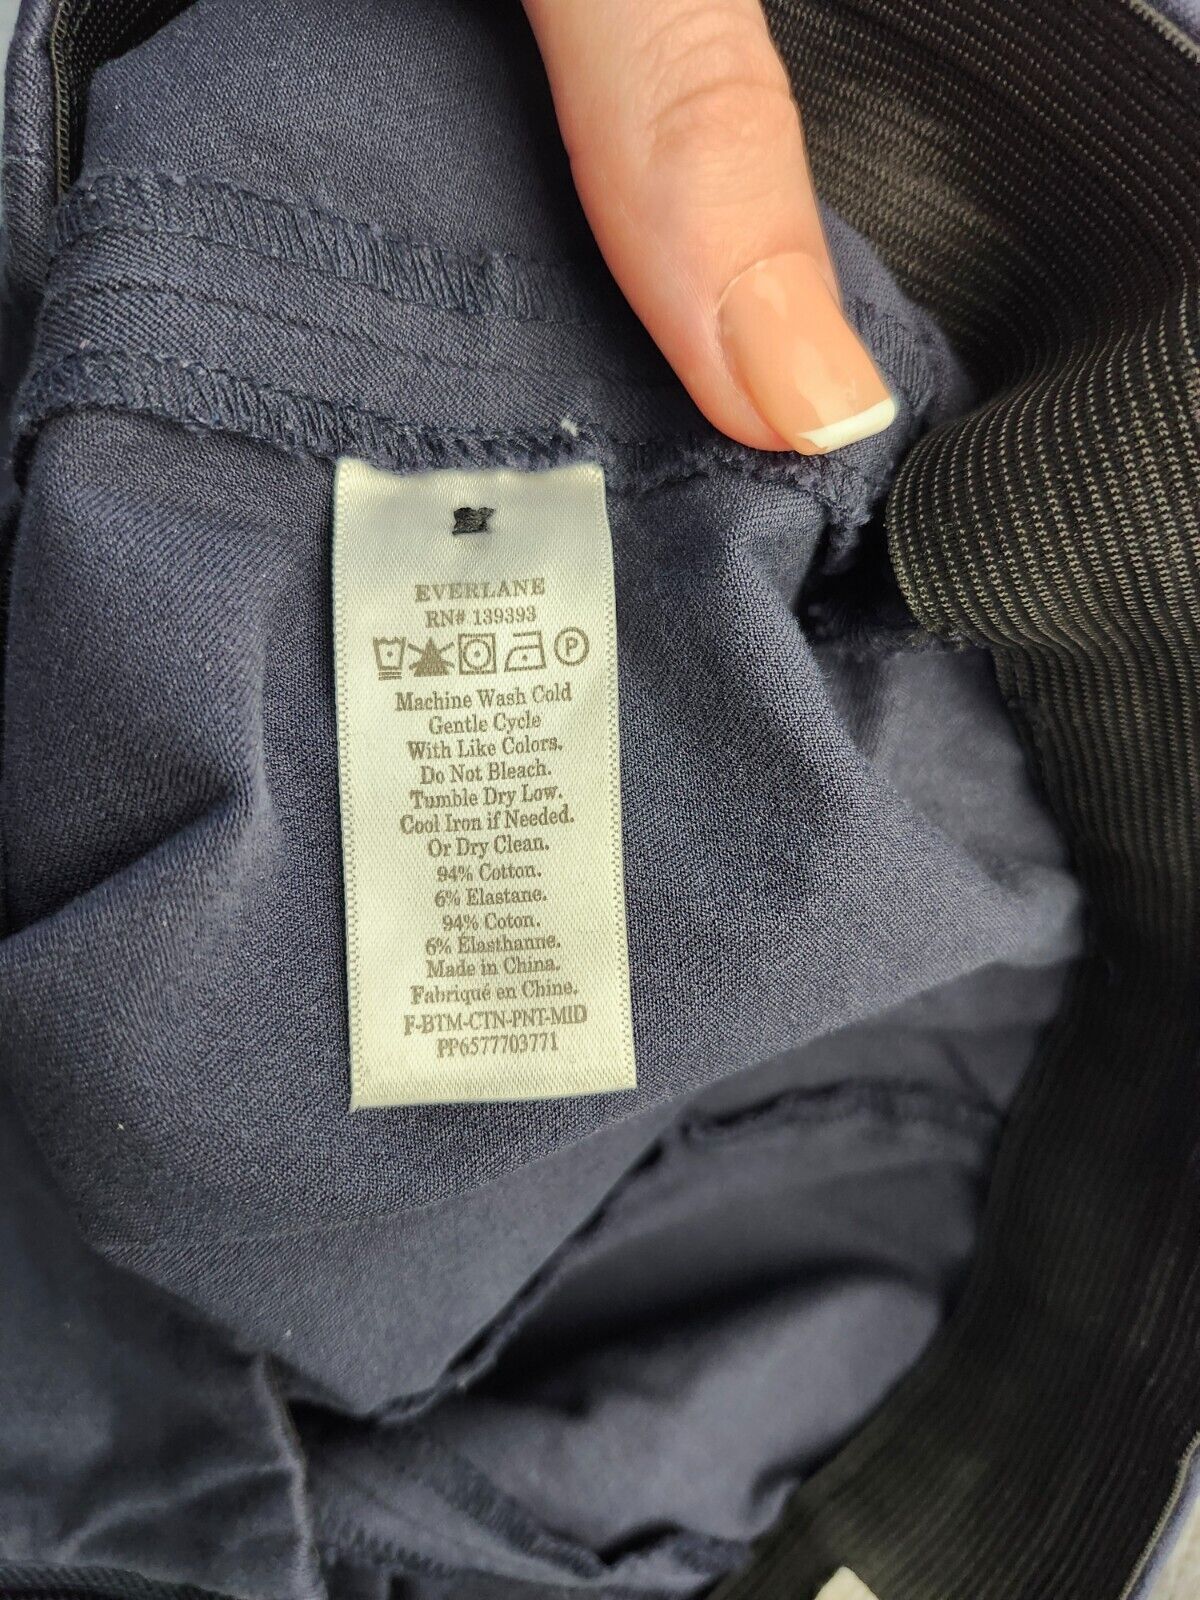 EVERLANE
RN# 139393
P
Machine Wash Cold
Gentle Cycle
With Like Colors.
Do Not Bleach.
Tumble Dry Low.
Cool Iron if Needed.
Or Dry Clean.
94% Cotton.
6% Elastane.
94% Coton.
6% Élasthanne.
Made in China.
Fabriqué en Chine.
F-BTM-CTN-PNT-MID
PP6577703771